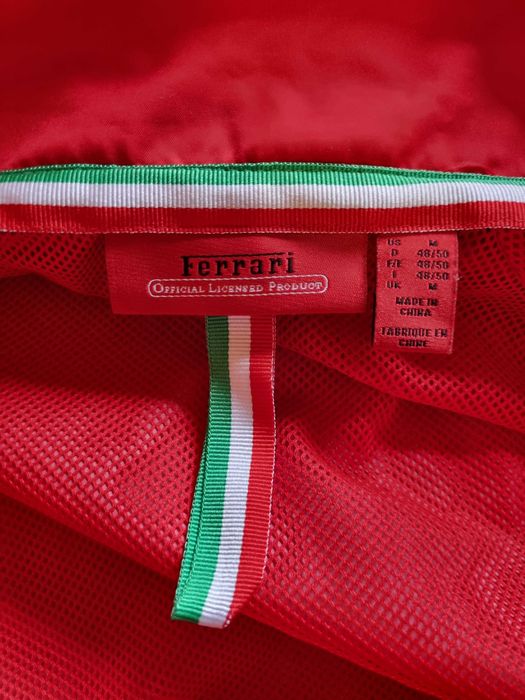 Ferrari
OFFICIAL LICENSED PRODUCT
US M
D 48/50
F/E 48/50
I 48/50
UK M
MADE IN
CHINA
FABRIQUE EN
CHINE